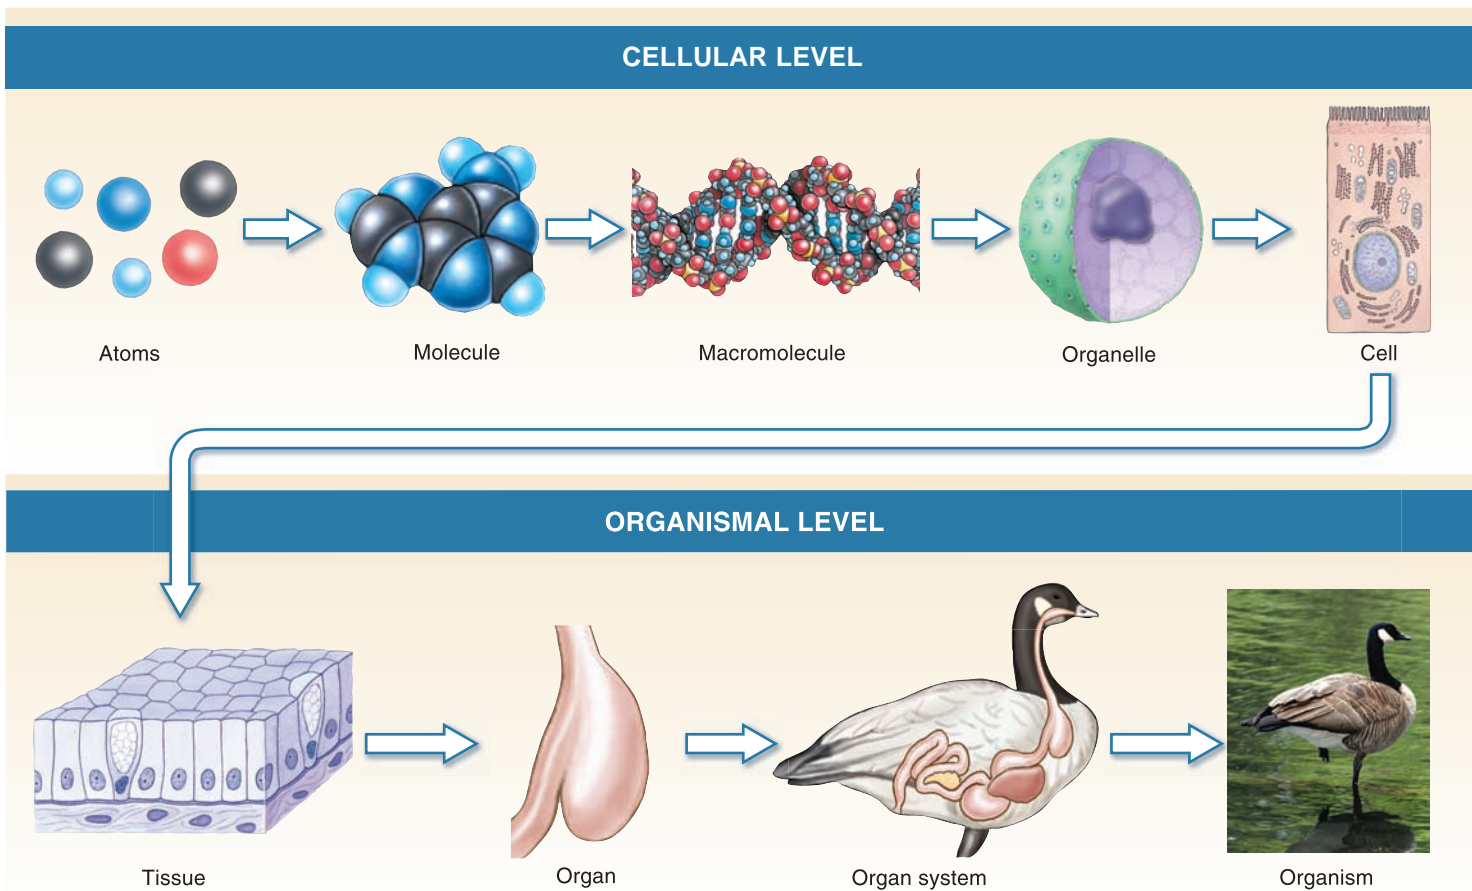 CELLULAR LEVEL
Atoms
Molecule
Macromolecule
Organelle
Cell
ORGANISMAL LEVEL
Tissue
Organ
Organ system
Organism